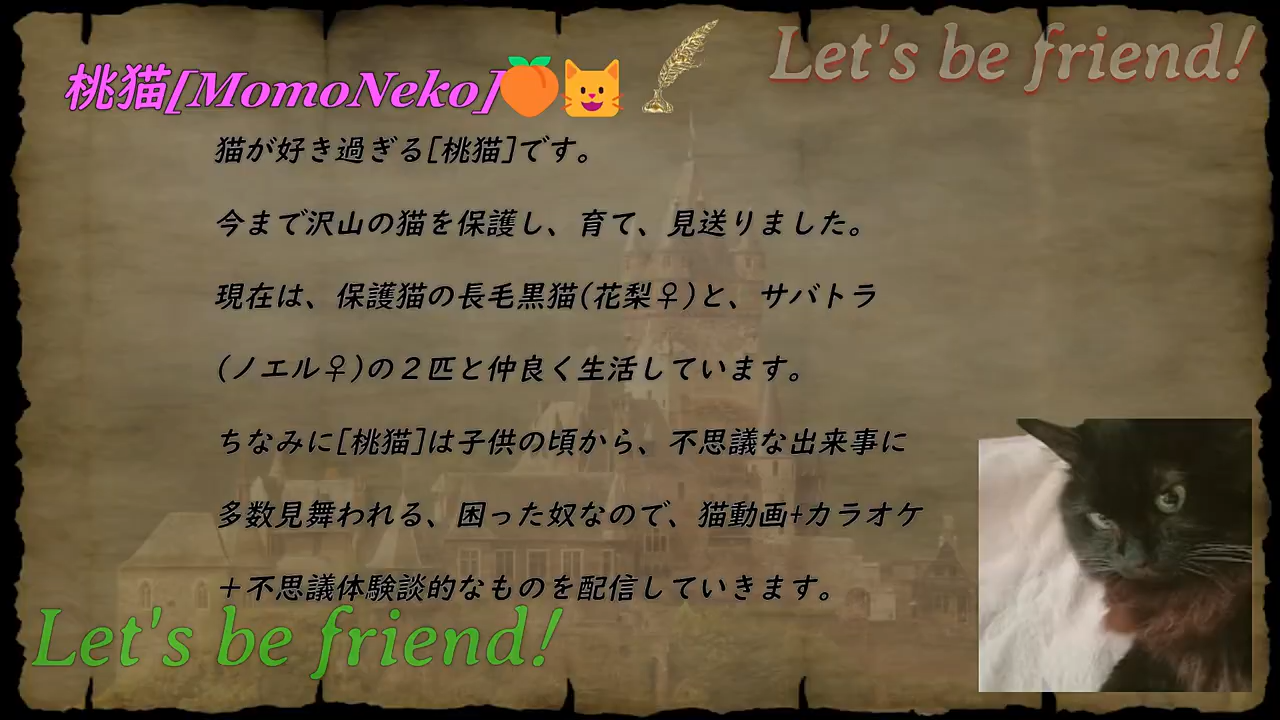 Let's be friend!
桃猫[MomoNeko]🍑😺
猫が好き過ぎる[桃猫]です。
今まで沢山の猫を保護し、育て、見送りました。
現在は、保護猫の長毛黒猫(花梨♀)と、サバトラ
(ノエル♀)の２匹と仲良く生活しています。
ちなみに[桃猫]は子供の頃から、不思議な出来事に
多数見舞われる、困った奴なので、猫動画+カラオケ
＋不思議体験談的なものを配信していきます。
Let's be friend!